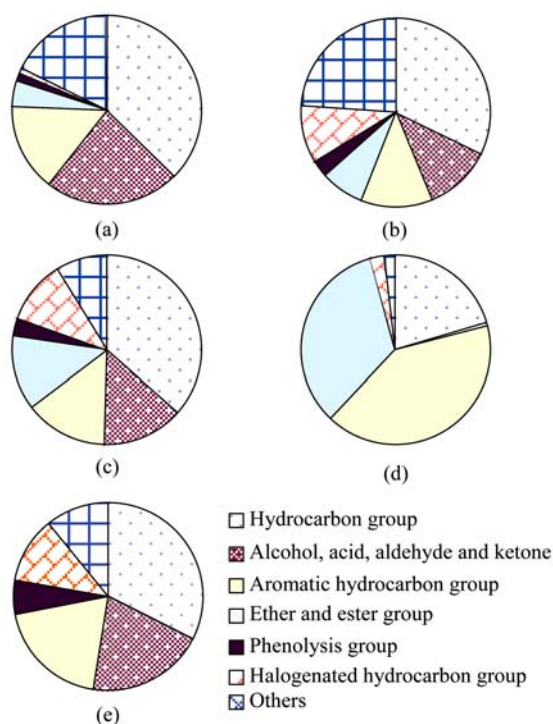 (a)
(b)
(c)
(d)
(e)
Hydrocarbon group
Alcohol, acid, aldehyde and ketone
Aromatic hydrocarbon group
Ether and ester group
Phenolysis group
Halogenated hydrocarbon group
Others